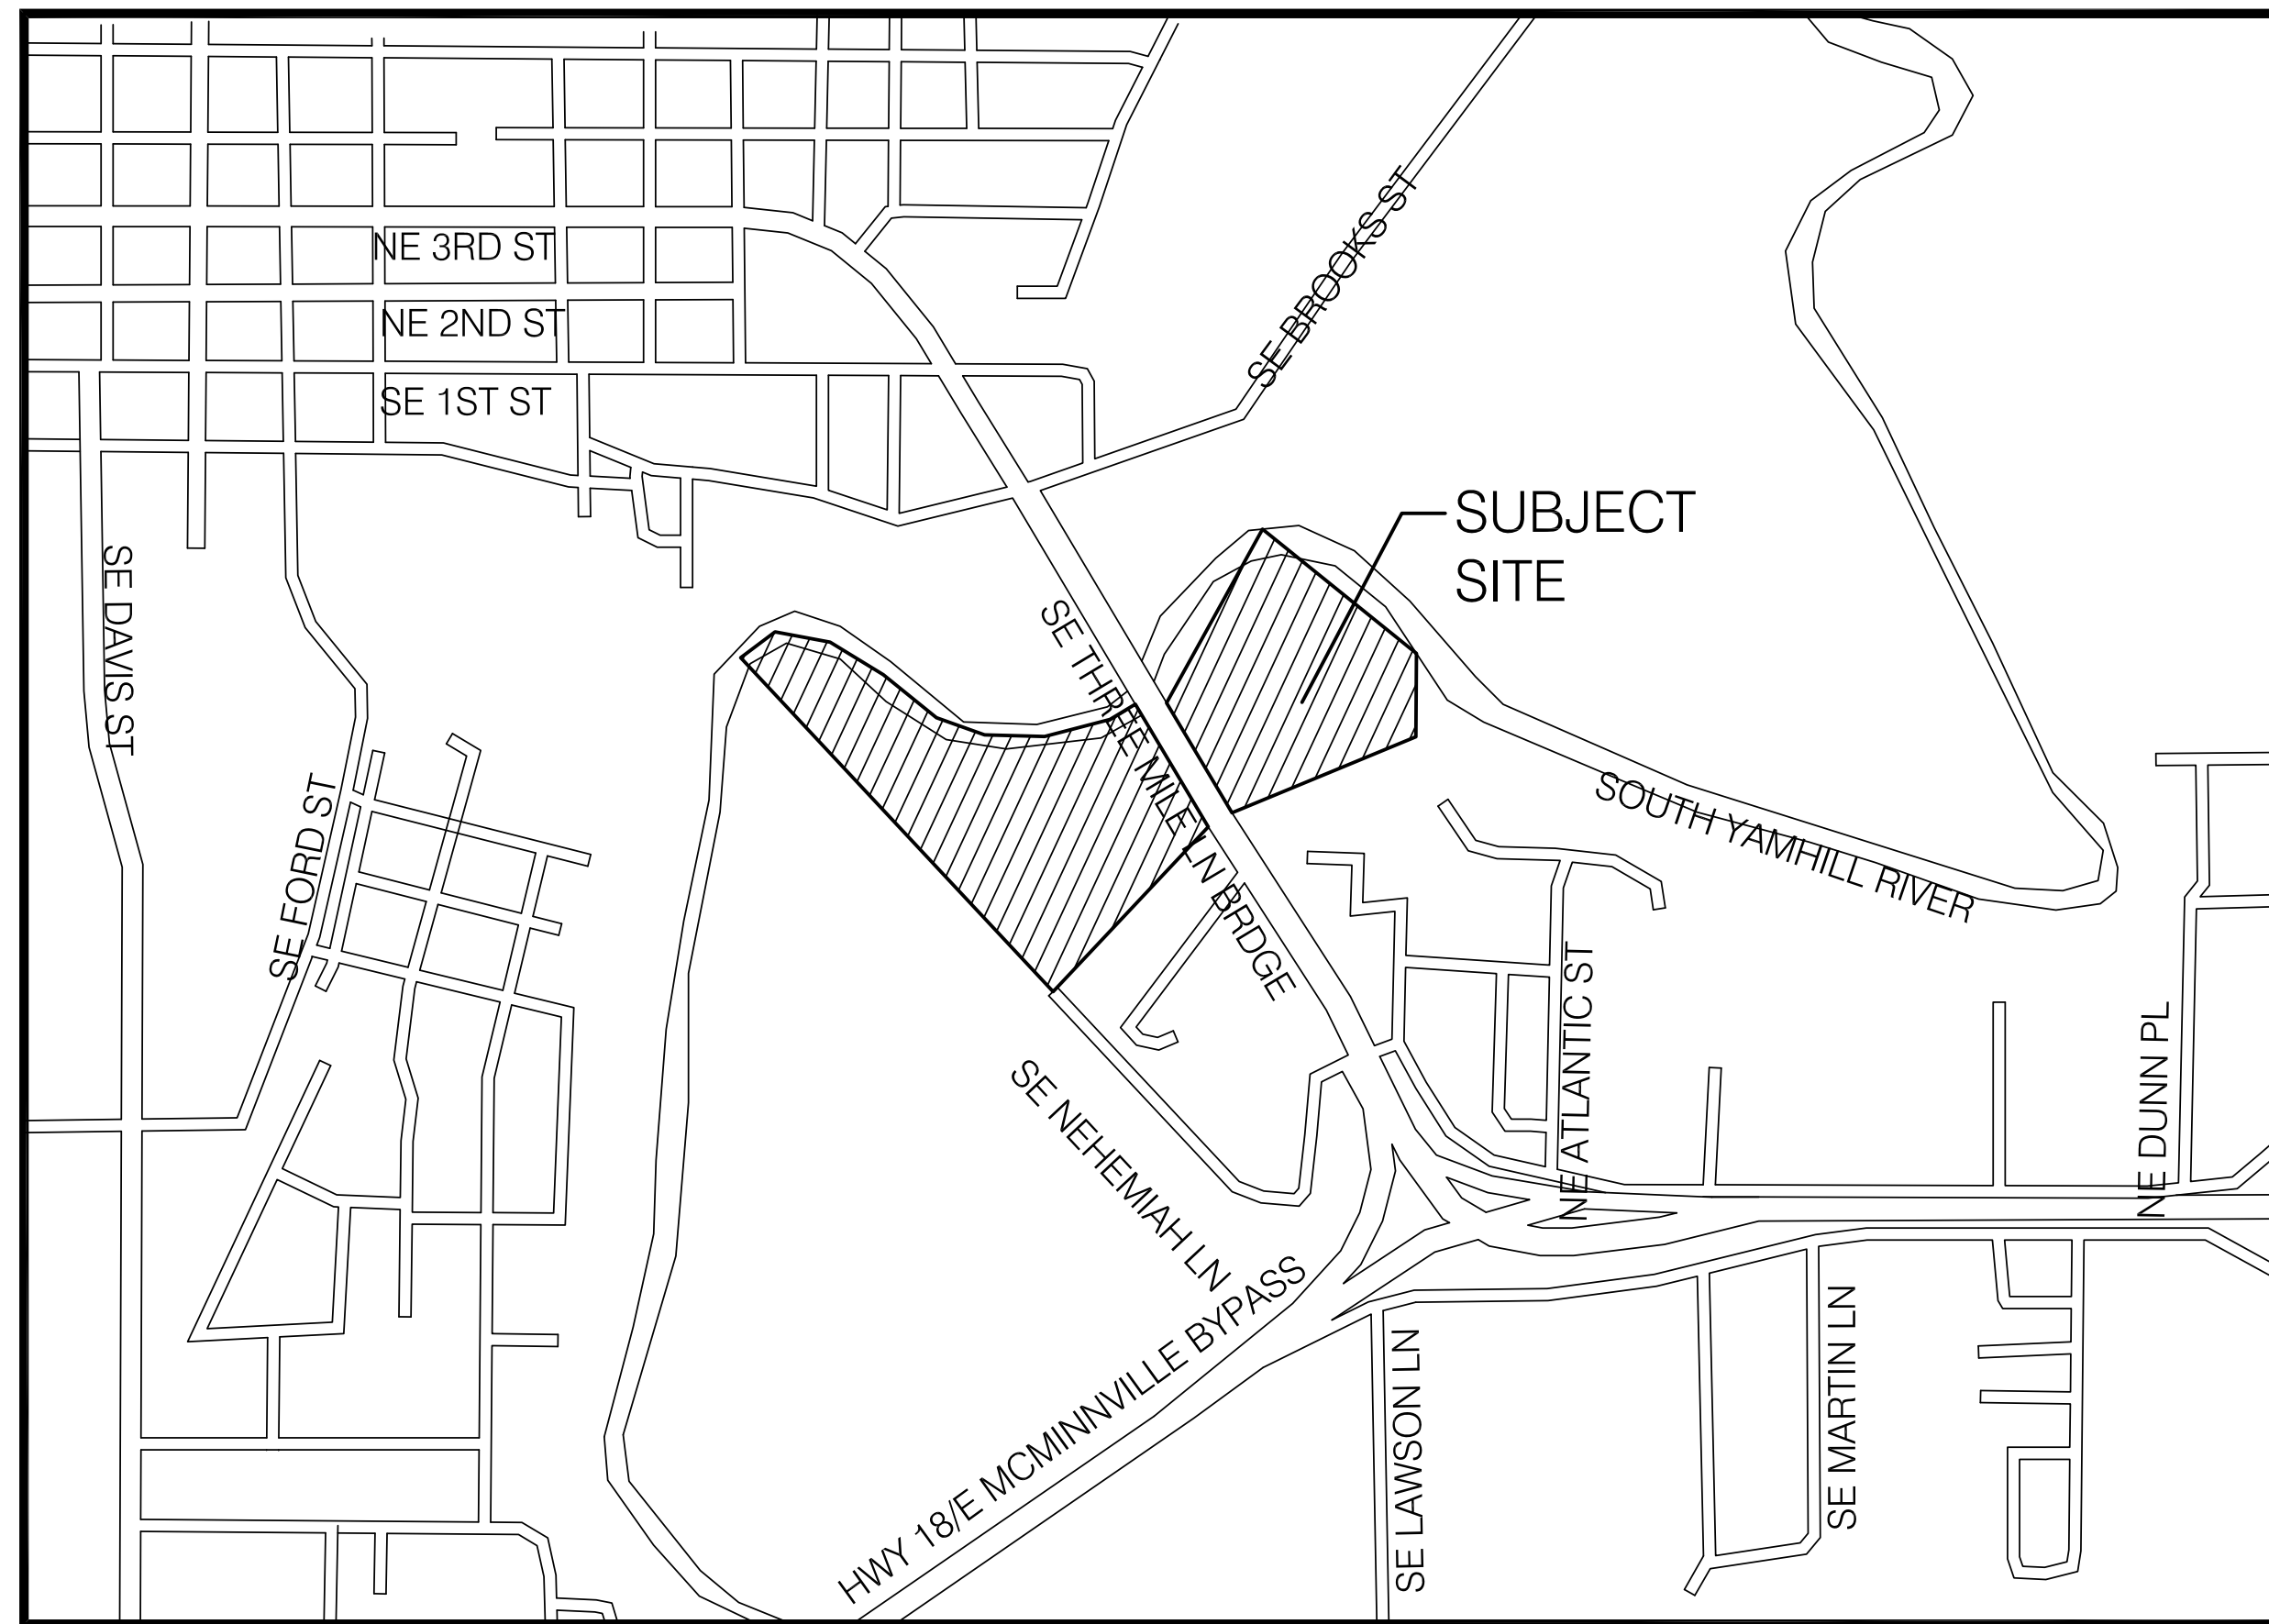 NE 3RD ST
NE 2ND ST
SE 1ST ST
SE BROOKS ST
SUBJECT
SITE
SE DAVIS ST
SE THREE MILE LN BRDGE
SE FORD ST
SOUTH YAMHILL RIVER
NE ATLANTIC ST
NE DUNN PL
SE NEHEMIAH LN
HWY 18/E MCMINNVILLE BYPASS
SE LAWSON LN
SE MARTIN LN